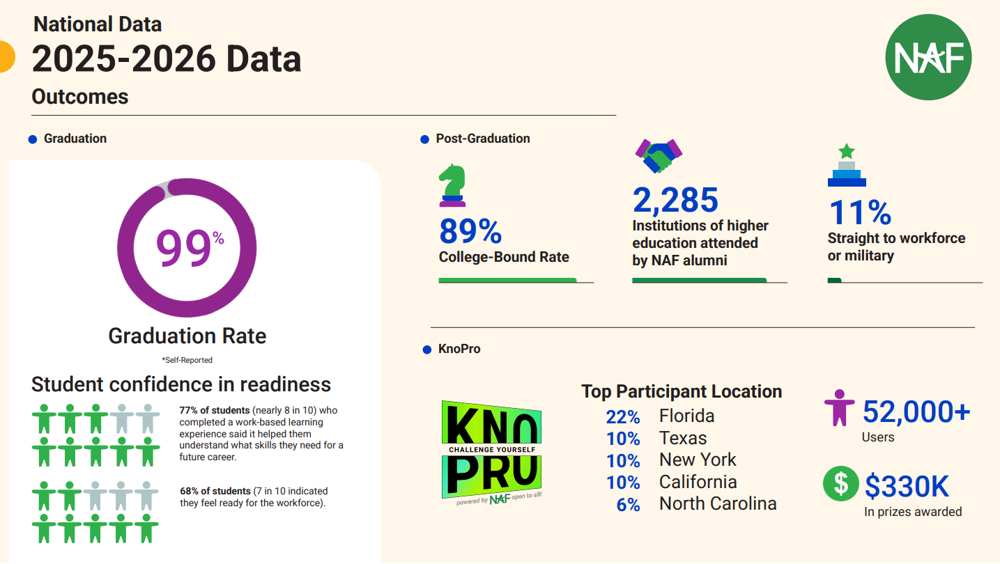 National Data
2025-2026 Data
Outcomes
NAF
Graduation
99%
Graduation Rate
*Self-Reported
Student confidence in readiness
77% of students (nearly 8 in 10) who
completed a work-based learning
experience said it helped them
understand what skills they need for a
future career.
68% of students (7 in 10 indicated
they feel ready for the workforce).
Post-Graduation
89%
College-Bound Rate
2,285
Institutions of higher
education attended
by NAF alumni
11%
Straight to workforce
or military
KnoPro
KNO
CHALLENGE YOURSELF
PRO
powered by NAF open to all!
Top Participant Location
22% Florida
10% Texas
10% New York
10% California
6% North Carolina
52,000+
Users
$
$330K
In prizes awarded